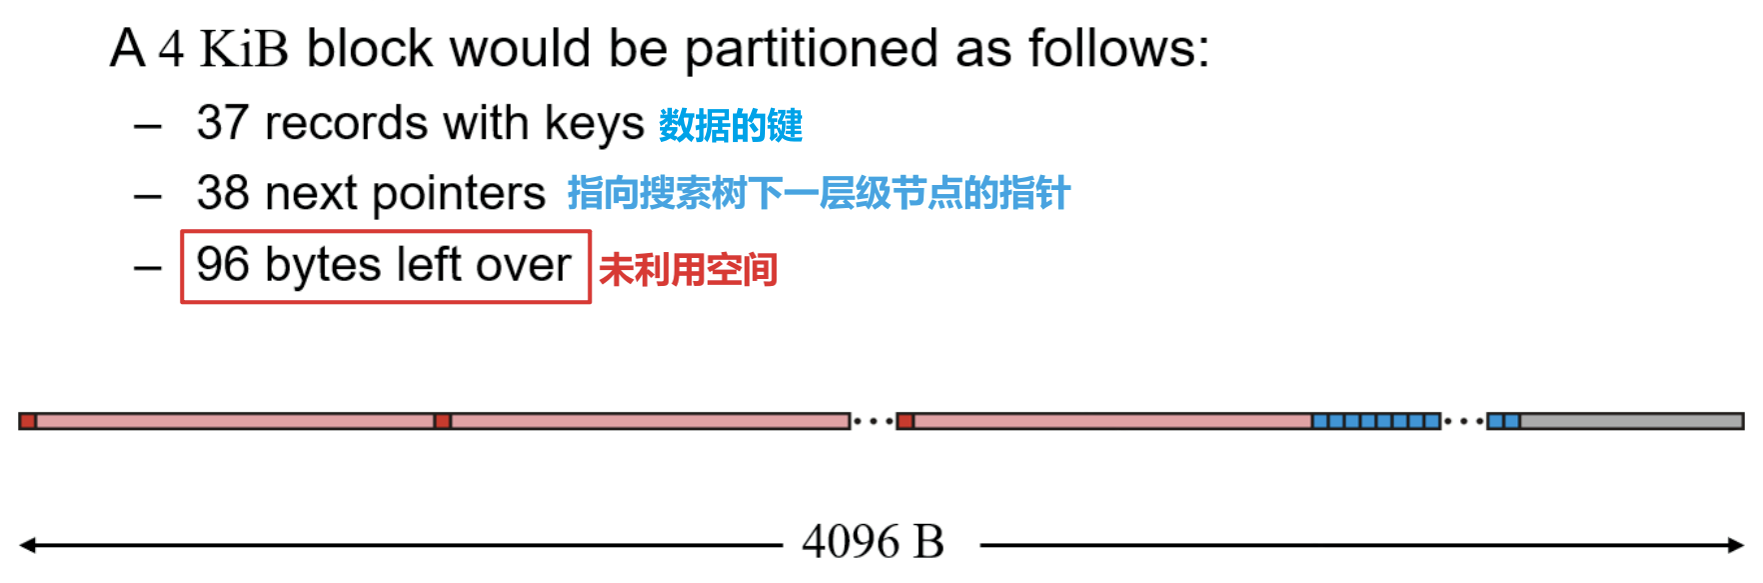 A 4 KiB block would be partitioned as follows:
– 37 records with keys 数据的键
– 38 next pointers 指向搜索树下一层级节点的指针
– 96 bytes left over 未利用空间
4096 B